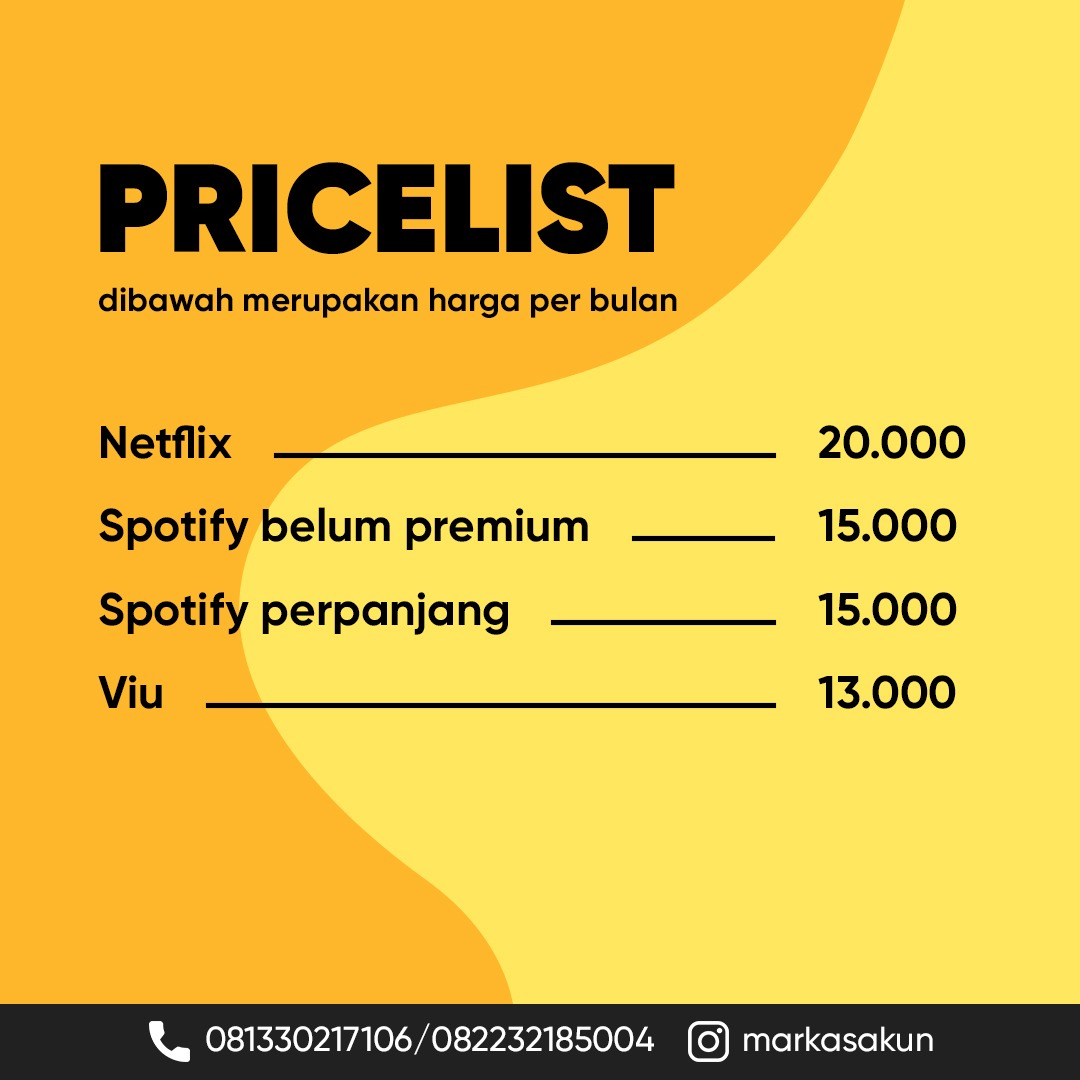 PRICELIST
dibawah merupakan harga per bulan
Netflix 20.000
Spotify belum premium 15.000
Spotify perpanjang 15.000
Viu 13.000
081330217106/082232185004 markasakun